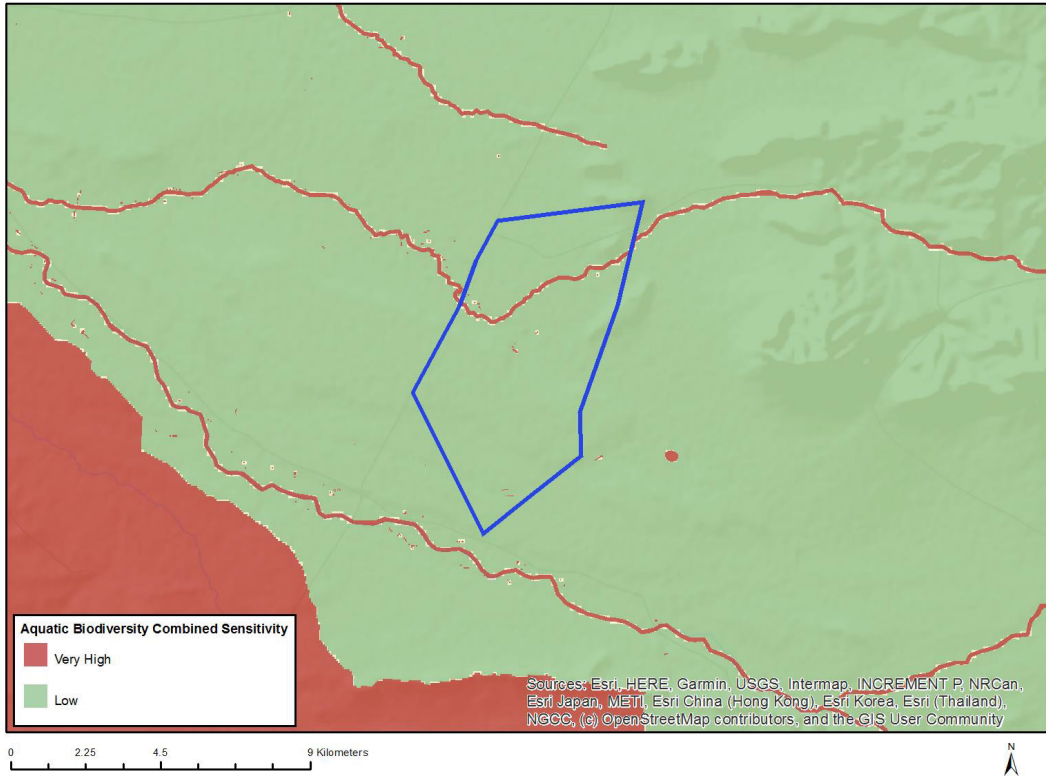 Aquatic Biodiversity Combined Sensitivity
Very High
Low
Sources: Esri, HERE, Garmin, USGS, Intermap, INCREMENT P, NRCan,
Esri Japan, METI, Esri China (Hong Kong), Esri Korea, Esri (Thailand),
NGCC, (c) OpenStreetMap contributors, and the GIS User Community
0 2.25 4.5 9 Kilometers
N